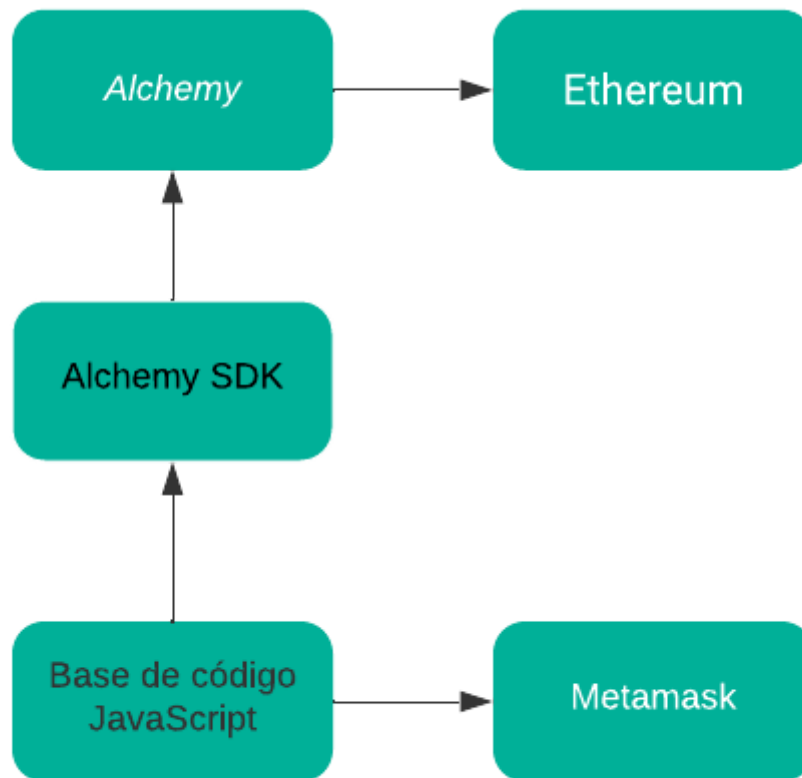 Alchemy
Ethereum
Alchemy SDK
Base de código
JavaScript
Metamask